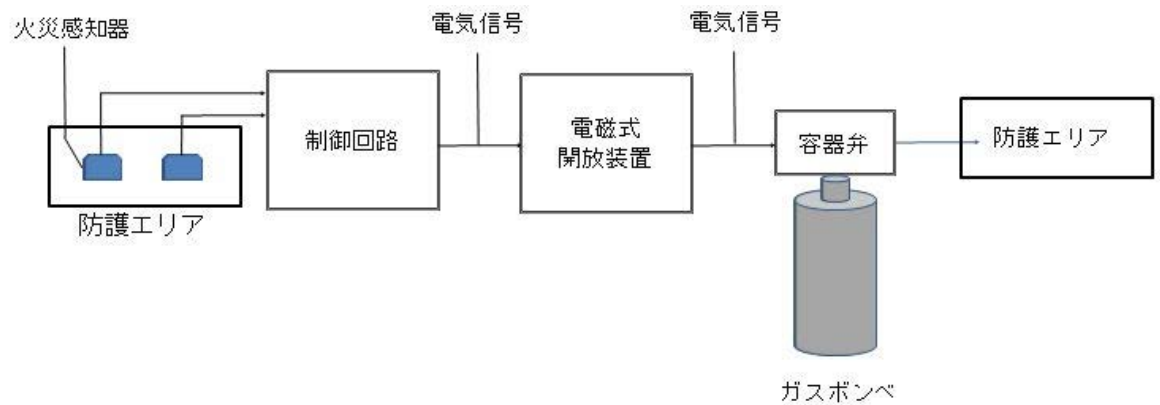 火災感知器
電気信号
電気信号
制御回路
電磁式
開放装置
容器弁
防護エリア
防護エリア
ガスボンベ